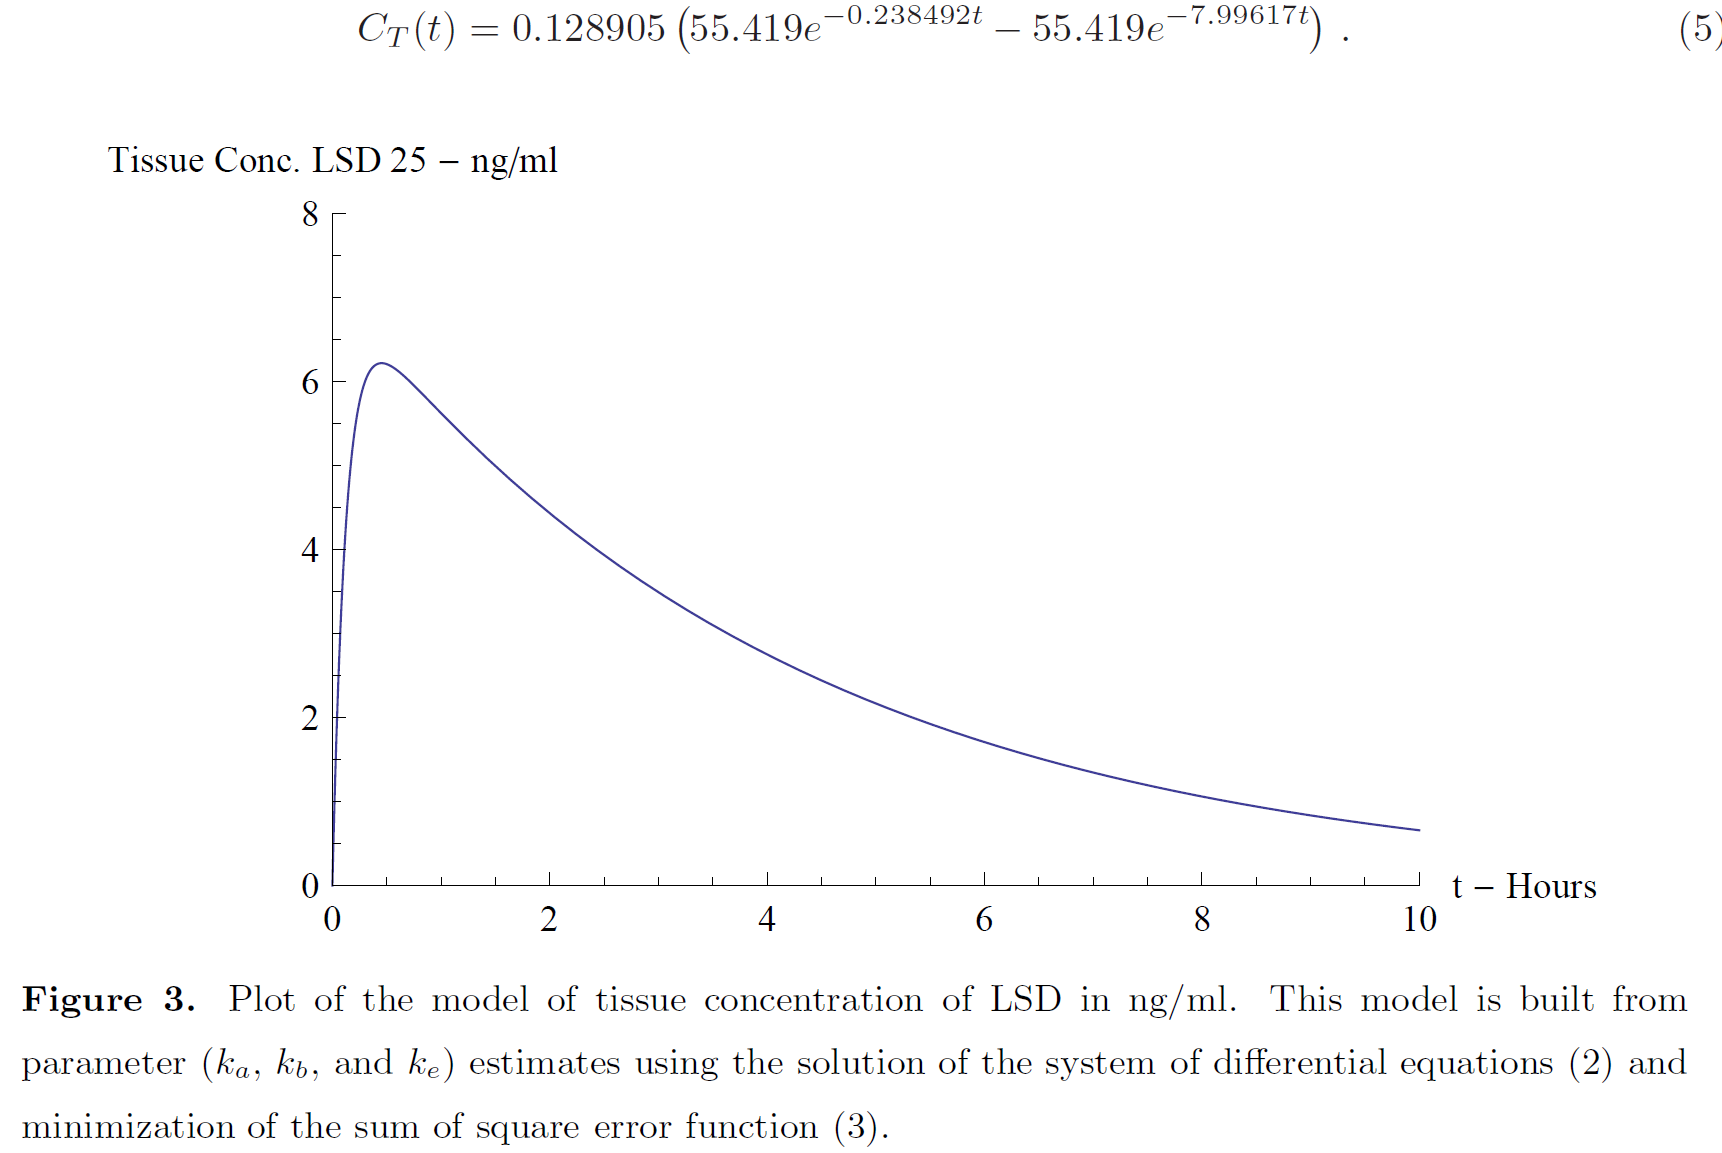 C_T(t) = 0.128905 (55.419e^{−0.238492t} − 55.419e^{−7.99617t}) . (5)
Tissue Conc. LSD 25 − ng/ml
8
6
4
2
0
t − Hours
0 2 4 6 8 10
Figure 3. Plot of the model of tissue concentration of LSD in ng/ml. This model is built from
parameter (k_a, k_b, and k_e) estimates using the solution of the system of differential equations (2) and
minimization of the sum of square error function (3).